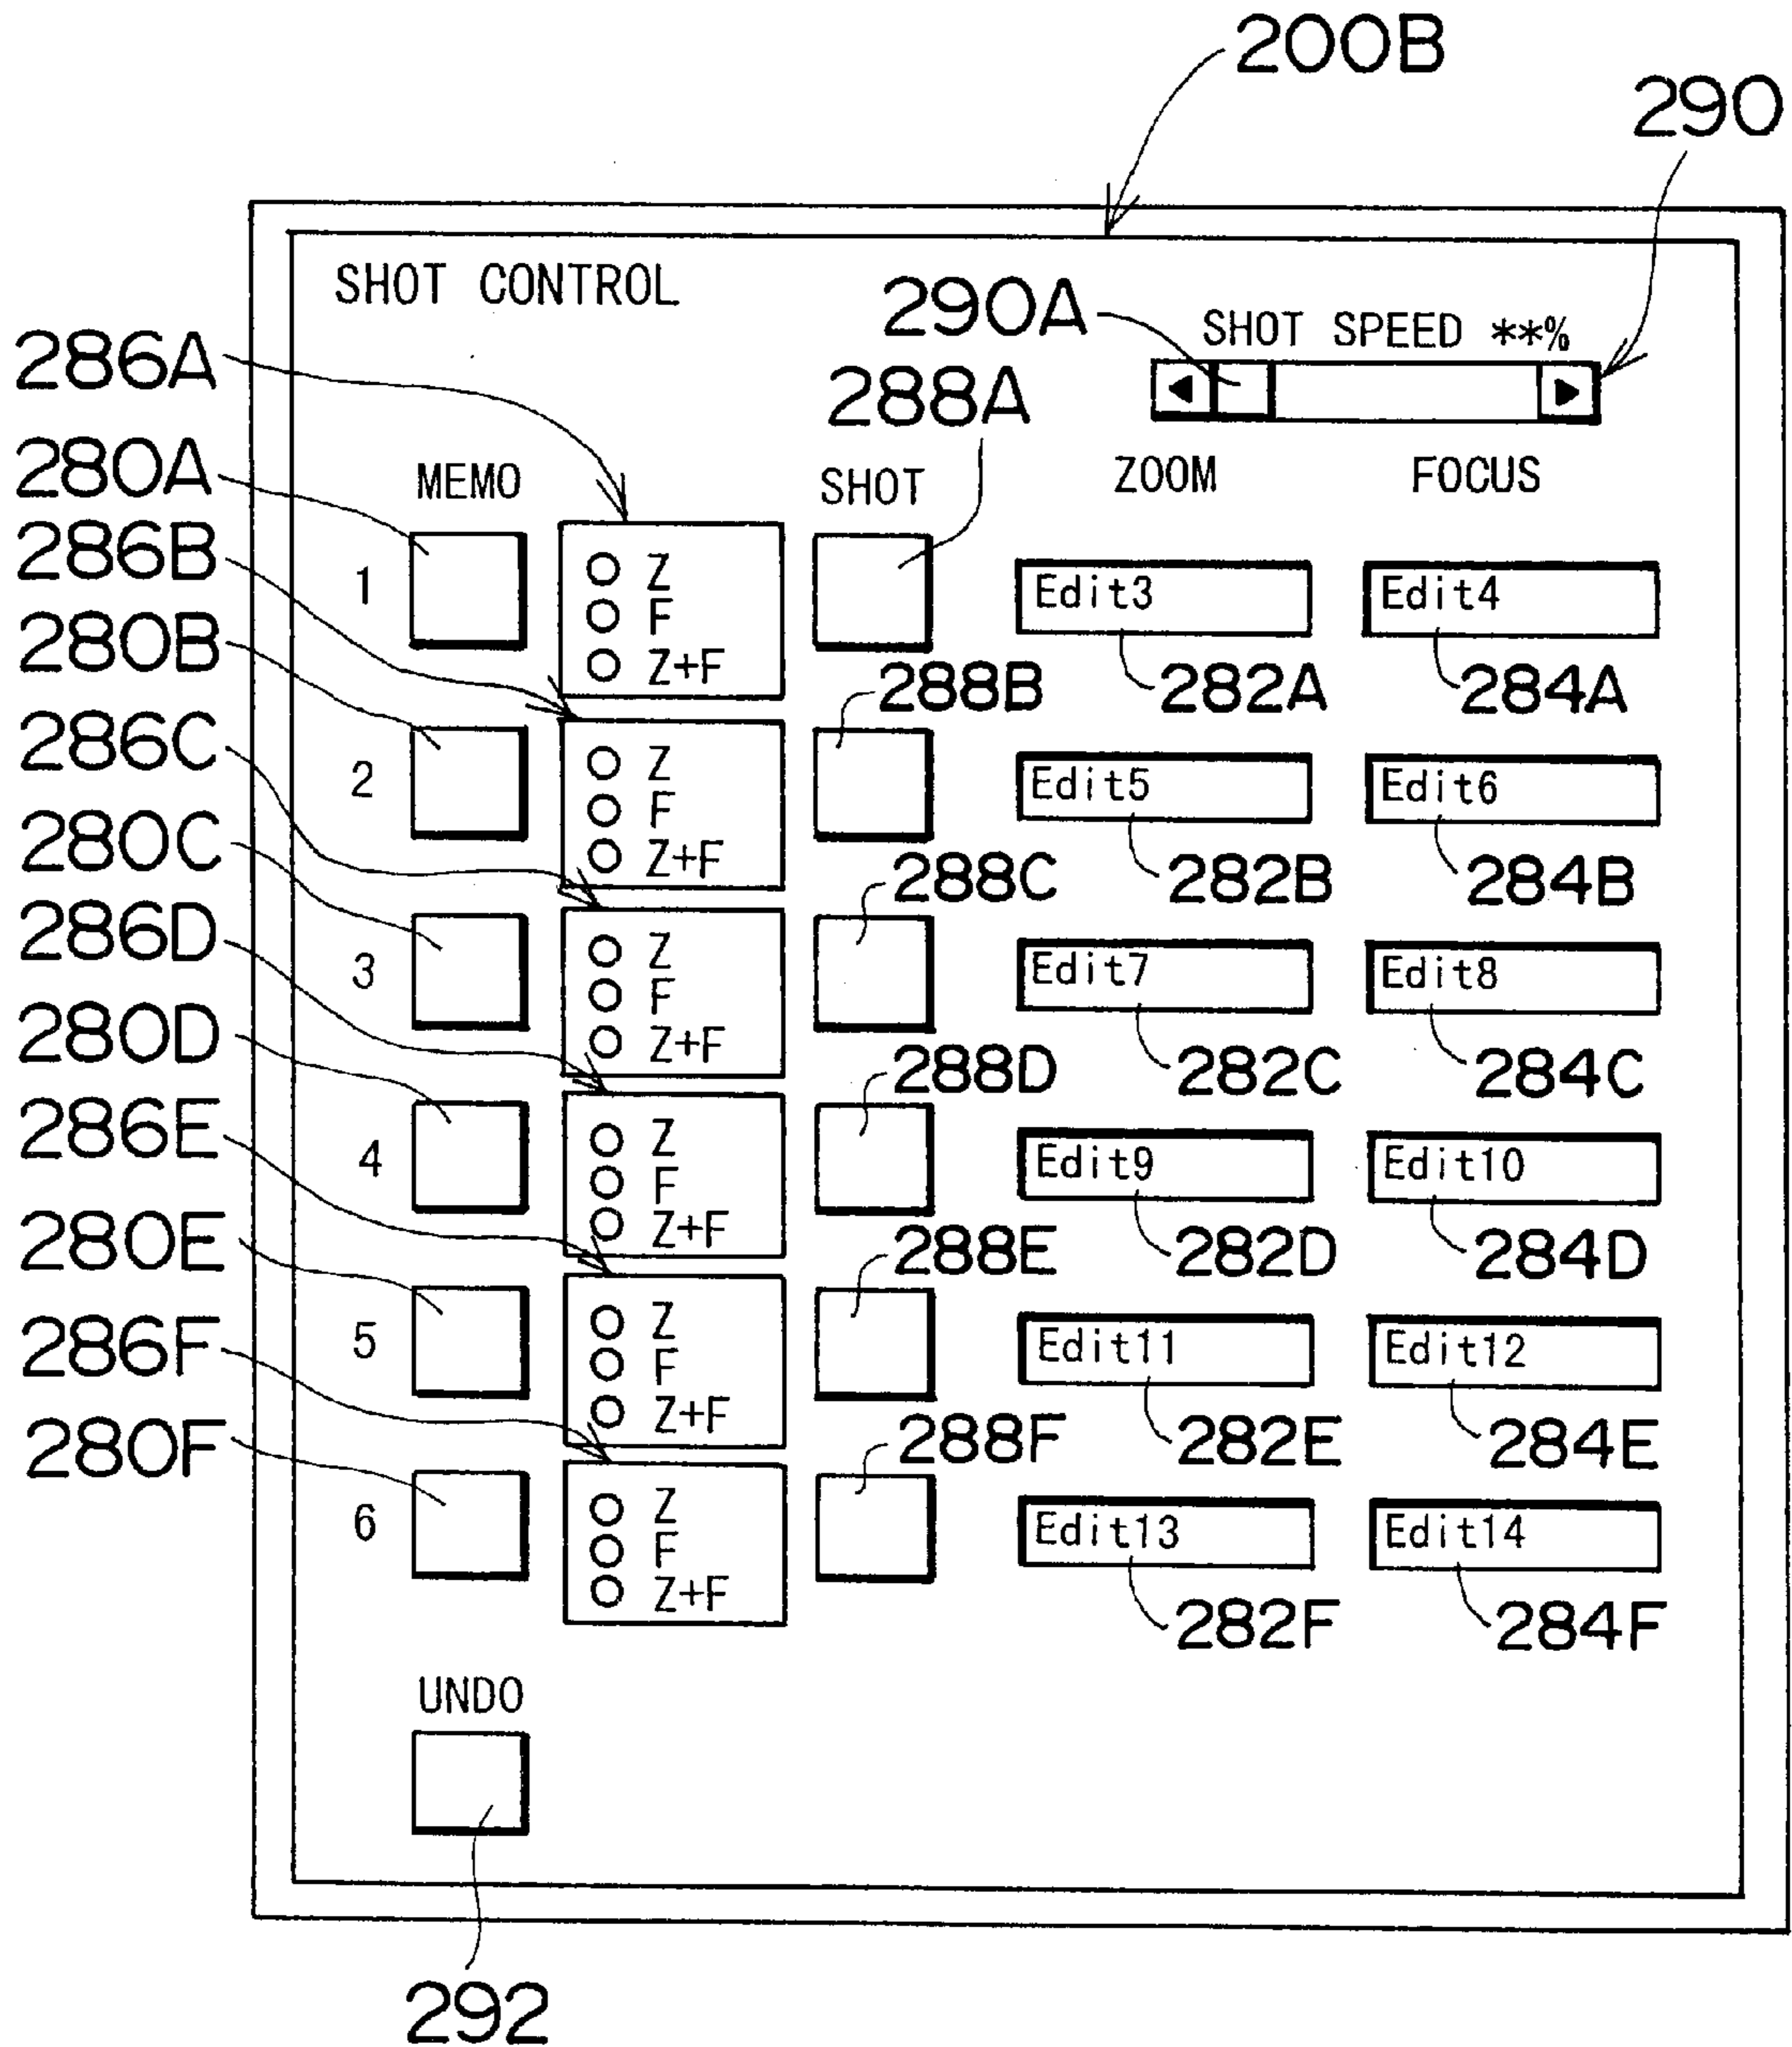 200B
290
SHOT CONTROL
290A
SHOT SPEED **%
286A
288A
280A
MEMO
SHOT
ZOOM
FOCUS
286B
1
Z
F
Z+F
Edit3
Edit4
280B
282A
284A
288B
286C
2
Z
F
Z+F
Edit5
Edit6
280C
282B
284B
288C
286D
3
Z
F
Z+F
Edit7
Edit8
280D
282C
284C
288D
286E
4
Z
F
Z+F
Edit9
Edit10
280E
282D
284D
288E
286F
5
Z
F
Z+F
Edit11
Edit12
280F
282E
284E
288F
6
Z
F
Z+F
Edit13
Edit14
282F
284F
UNDO
292